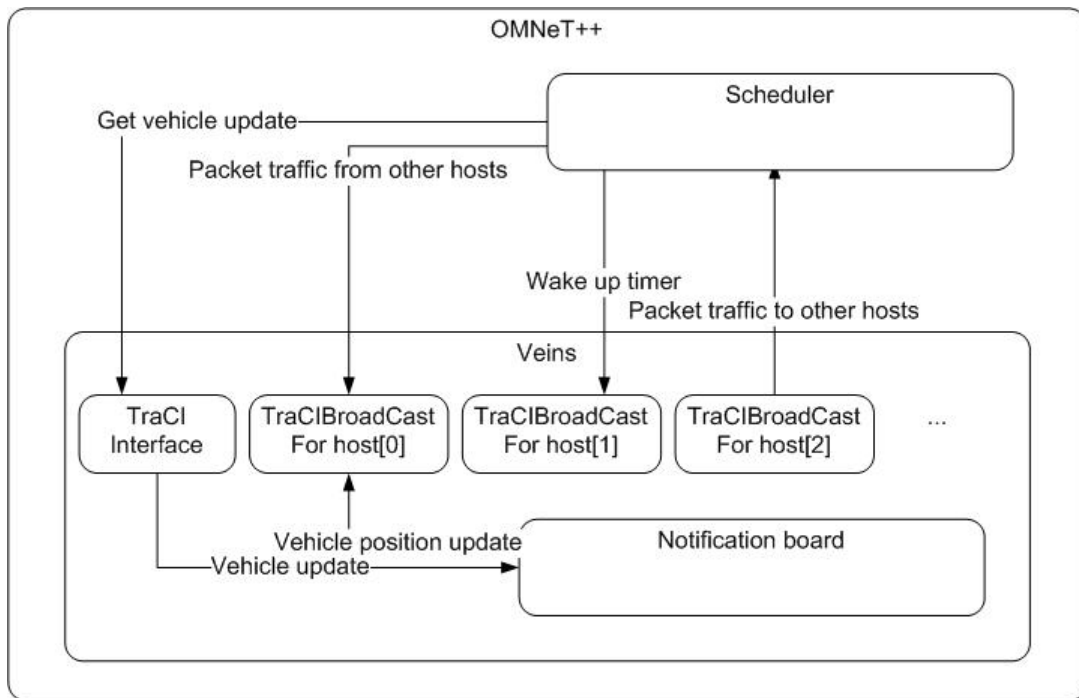 OMNeT++
Scheduler
Get vehicle update
Packet traffic from other hosts
Wake up timer
Packet traffic to other hosts
Veins
TraCI
Interface
TraCIBroadCast
For host[0]
TraCIBroadCast
For host[1]
TraCIBroadCast
For host[2]
...
Vehicle position update
Notification board
Vehicle update